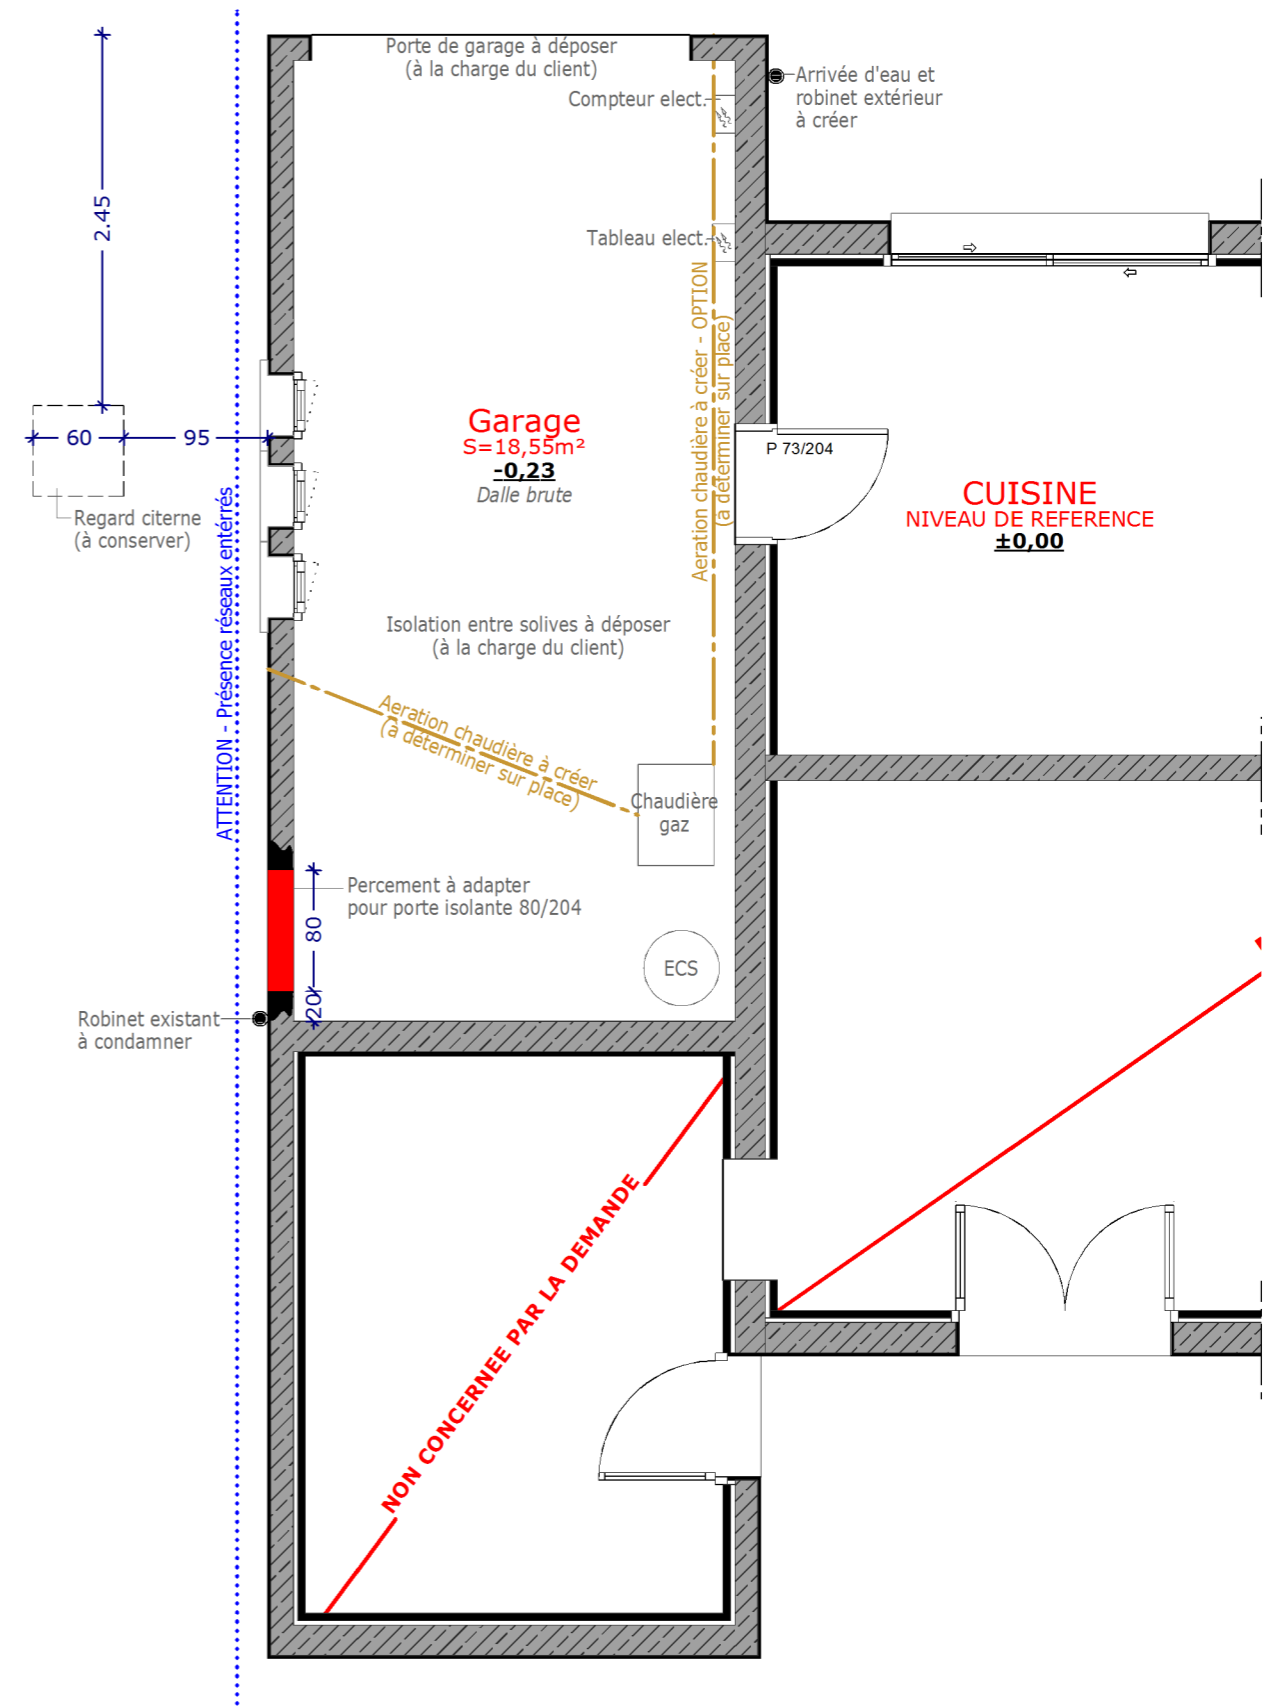 Porte de garage à déposer
(à la charge du client)
Compteur elect.
Arrivée d'eau et
robinet extérieur
à créer
2.45
Tableau elect.
Aeration chaudière à créer - OPTION
(à déterminer sur place)
60
95
Garage
S=18,55m²
-0,23
Dalle brute
P 73/204
CUISINE
NIVEAU DE REFERENCE
±0,00
Regard citerne
(à conserver)
ATTENTION - Présence réseaux entérrés
Isolation entre solives à déposer
(à la charge du client)
Aeration chaudière à créer
(à déterminer sur place)
Chaudière
gaz
Percement à adapter
pour porte isolante 80/204
80
ECS
20
Robinet existant
à condamner
NON CONCERNEE PAR LA DEMANDE